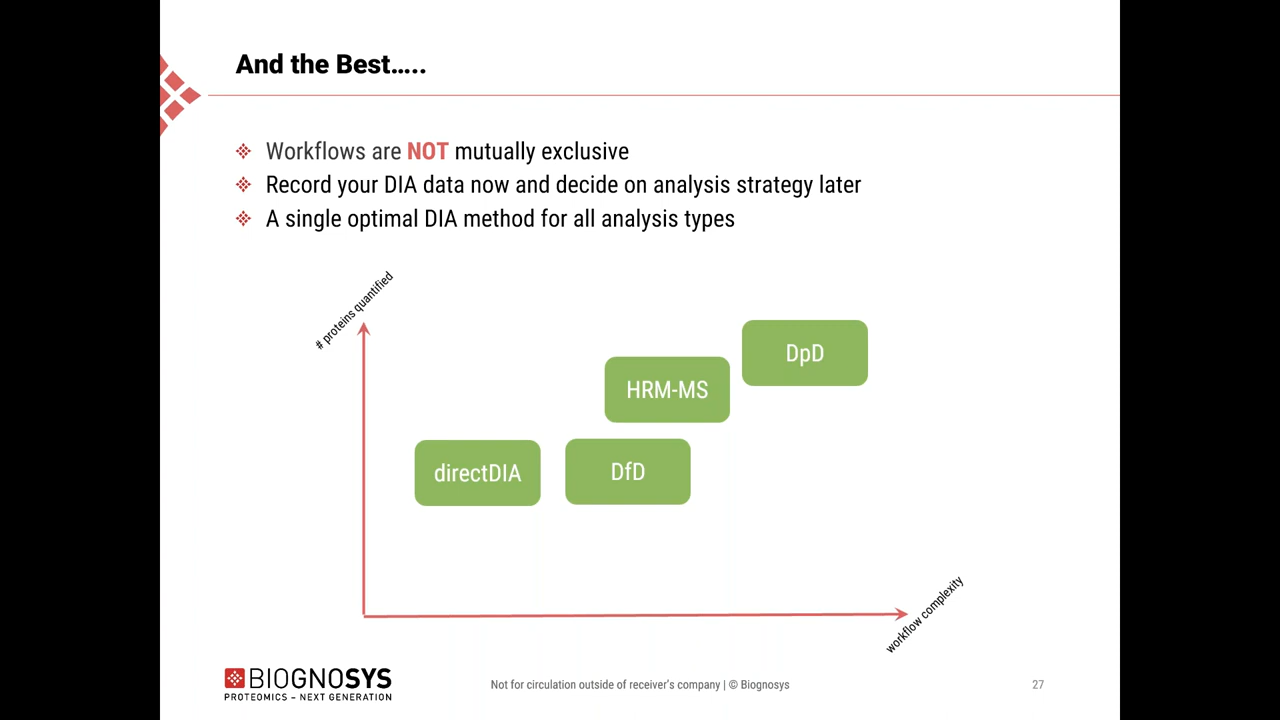 And the Best…..
Workflows are NOT mutually exclusive
Record your DIA data now and decide on analysis strategy later
A single optimal DIA method for all analysis types
# proteins quantified
DpD
HRM-MS
directDIA
DfD
workflow complexity
BIOGNOSYS
PROTEOMICS – NEXT GENERATION
Not for circulation outside of receiver's company | © Biognosys
27